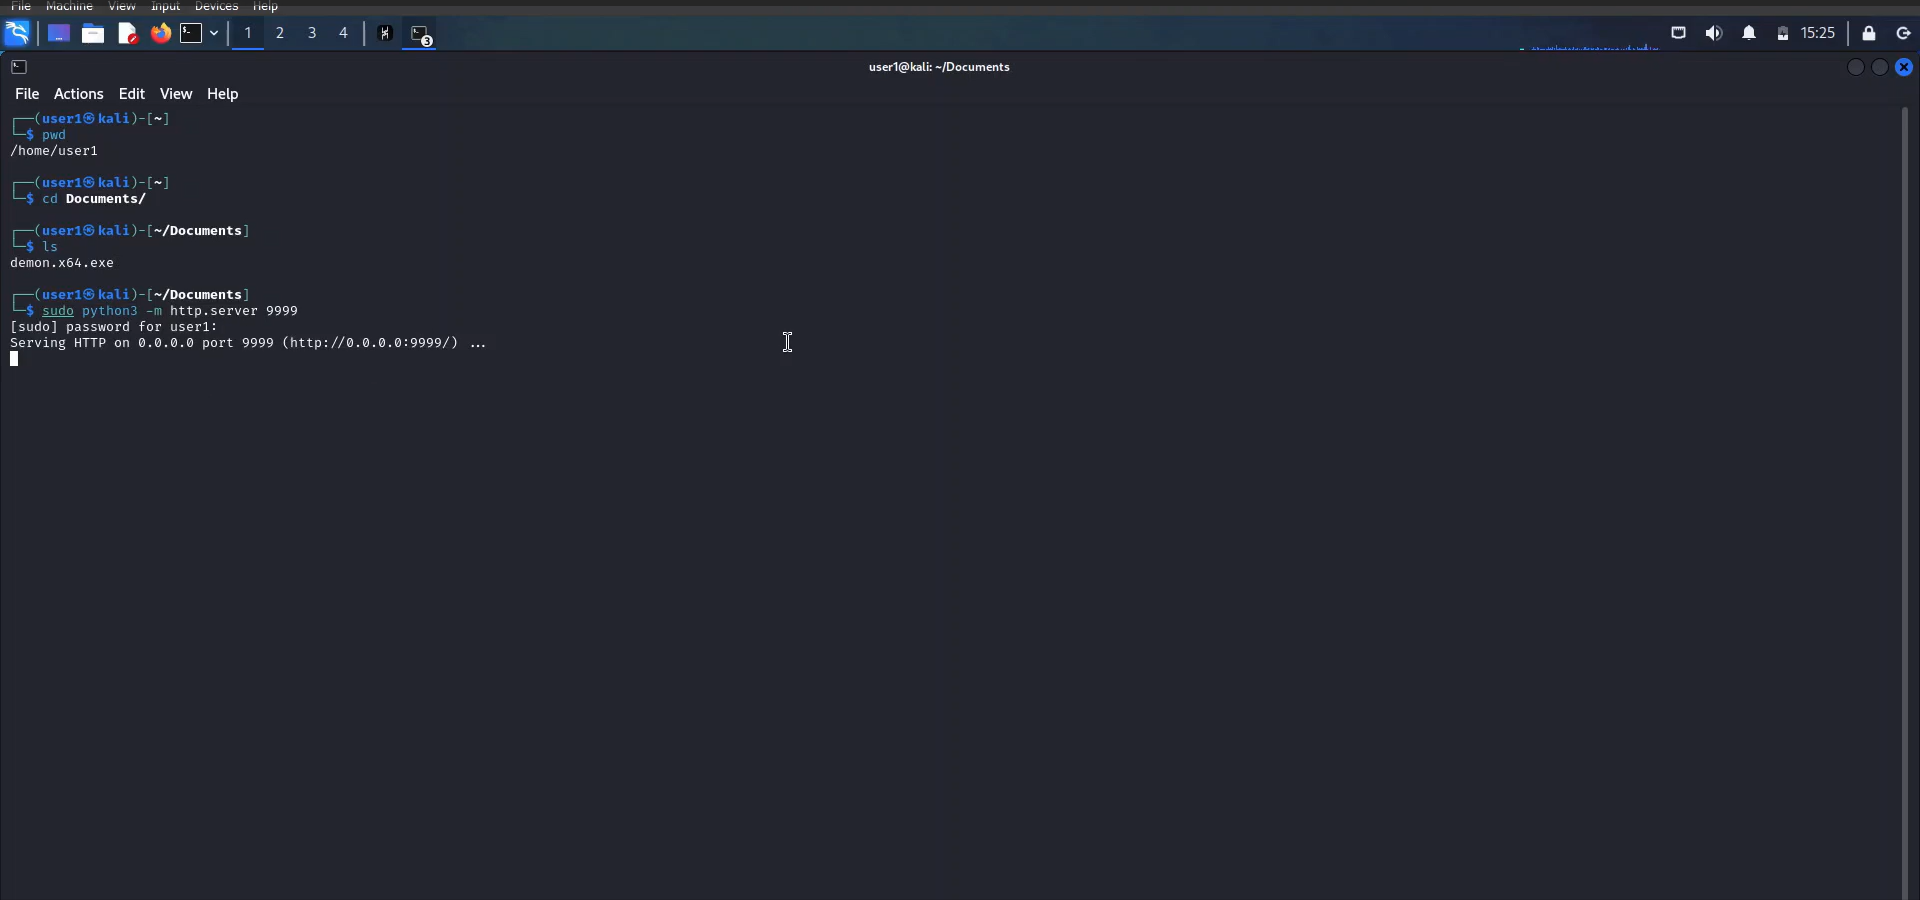 File Machine View Input Devices Help
1 2 3 4 3 15:25
user1@kali: ~/Documents
File Actions Edit View Help
┌──(user1㉿kali)-[~]
└─$ pwd
/home/user1
┌──(user1㉿kali)-[~]
└─$ cd Documents/
┌──(user1㉿kali)-[~/Documents]
└─$ ls
demon.x64.exe
┌──(user1㉿kali)-[~/Documents]
└─$ sudo python3 -m http.server 9999
[sudo] password for user1:
Serving HTTP on 0.0.0.0 port 9999 (http://0.0.0.0:9999/) ...